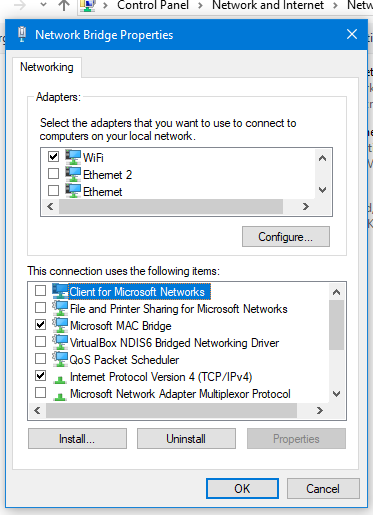 Control Panel > Network and Internet > Netw
Network Bridge Properties
Networking
Adapters:
Select the adapters that you want to use to connect to
computers on your local network.
WiFi
Ethernet 2
Ethernet
Configure...
This connection uses the following items:
Client for Microsoft Networks
File and Printer Sharing for Microsoft Networks
Microsoft MAC Bridge
VirtualBox NDIS6 Bridged Networking Driver
QoS Packet Scheduler
Internet Protocol Version 4 (TCP/IPv4)
Microsoft Network Adapter Multiplexor Protocol
Install...
Uninstall
Properties
OK
Cancel